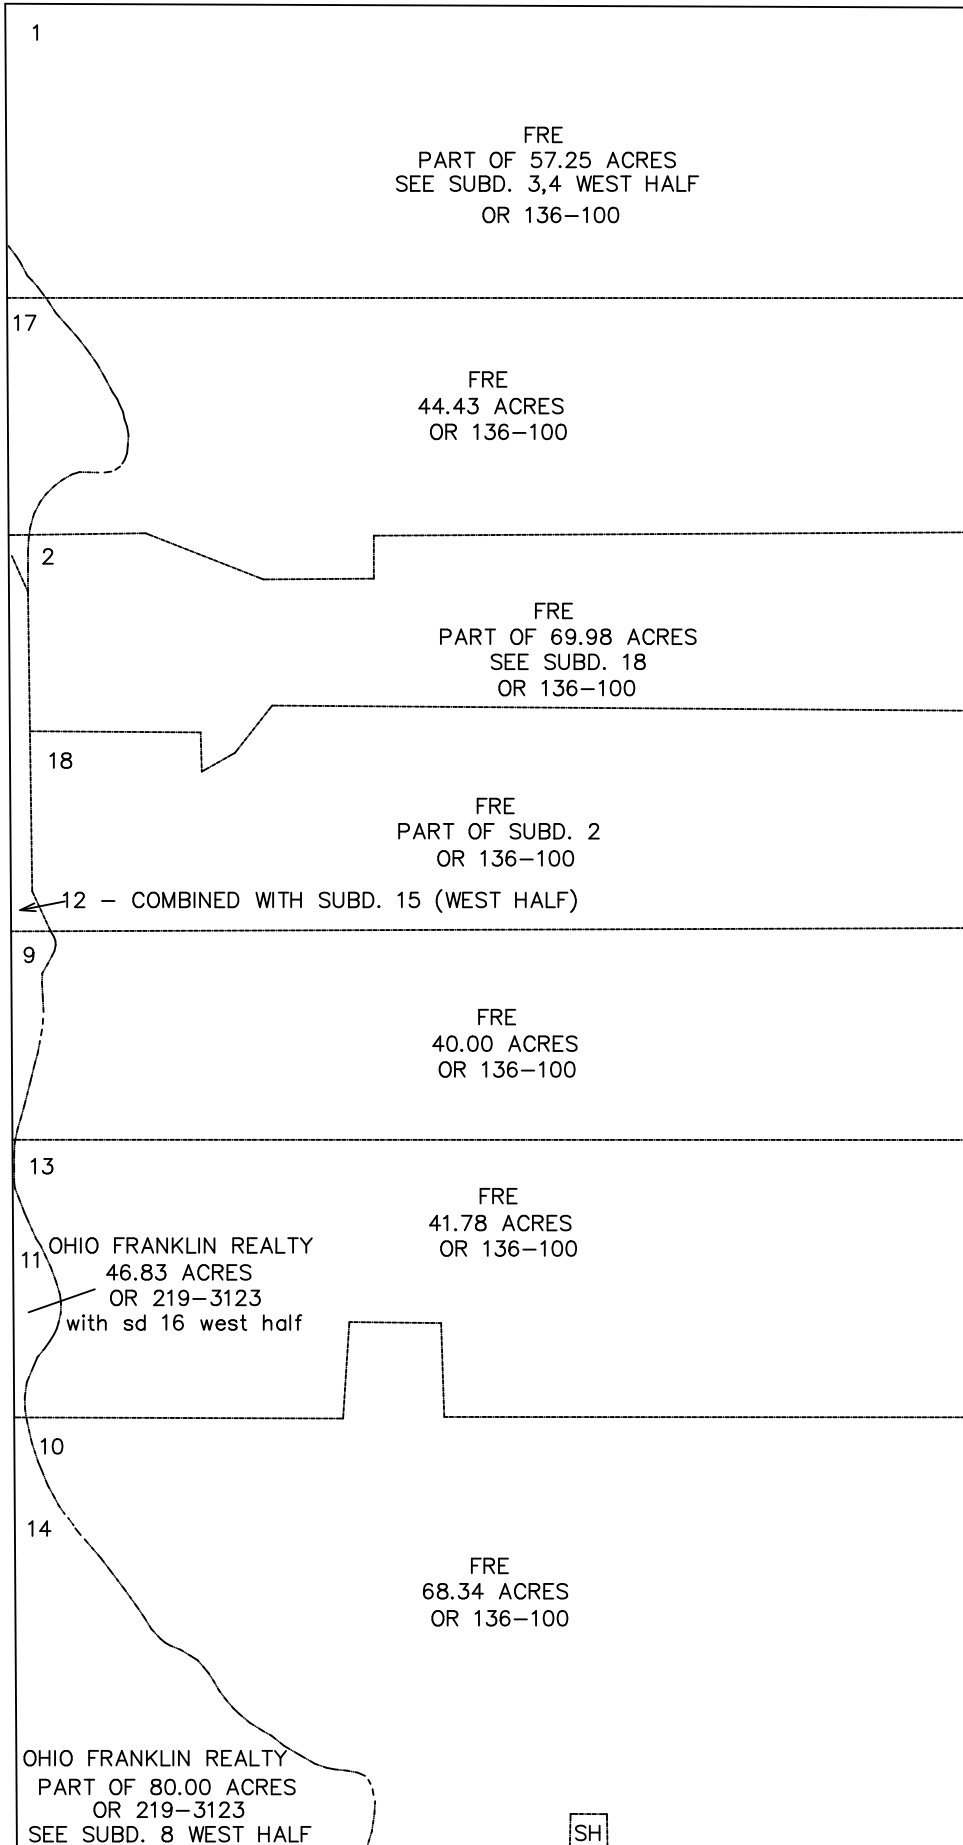 1
FRE
PART OF 57.25 ACRES
SEE SUBD. 3,4 WEST HALF
OR 136-100
17
FRE
44.43 ACRES
OR 136-100
2
FRE
PART OF 69.98 ACRES
SEE SUBD. 18
OR 136-100
18
FRE
PART OF SUBD. 2
OR 136-100
12 - COMBINED WITH SUBD. 15 (WEST HALF)
9
FRE
40.00 ACRES
OR 136-100
13
FRE
41.78 ACRES
OR 136-100
11
OHIO FRANKLIN REALTY
46.83 ACRES
OR 219-3123
with sd 16 west half
10
14
FRE
68.34 ACRES
OR 136-100
OHIO FRANKLIN REALTY
PART OF 80.00 ACRES
OR 219-3123
SEE SUBD. 8 WEST HALF
SH